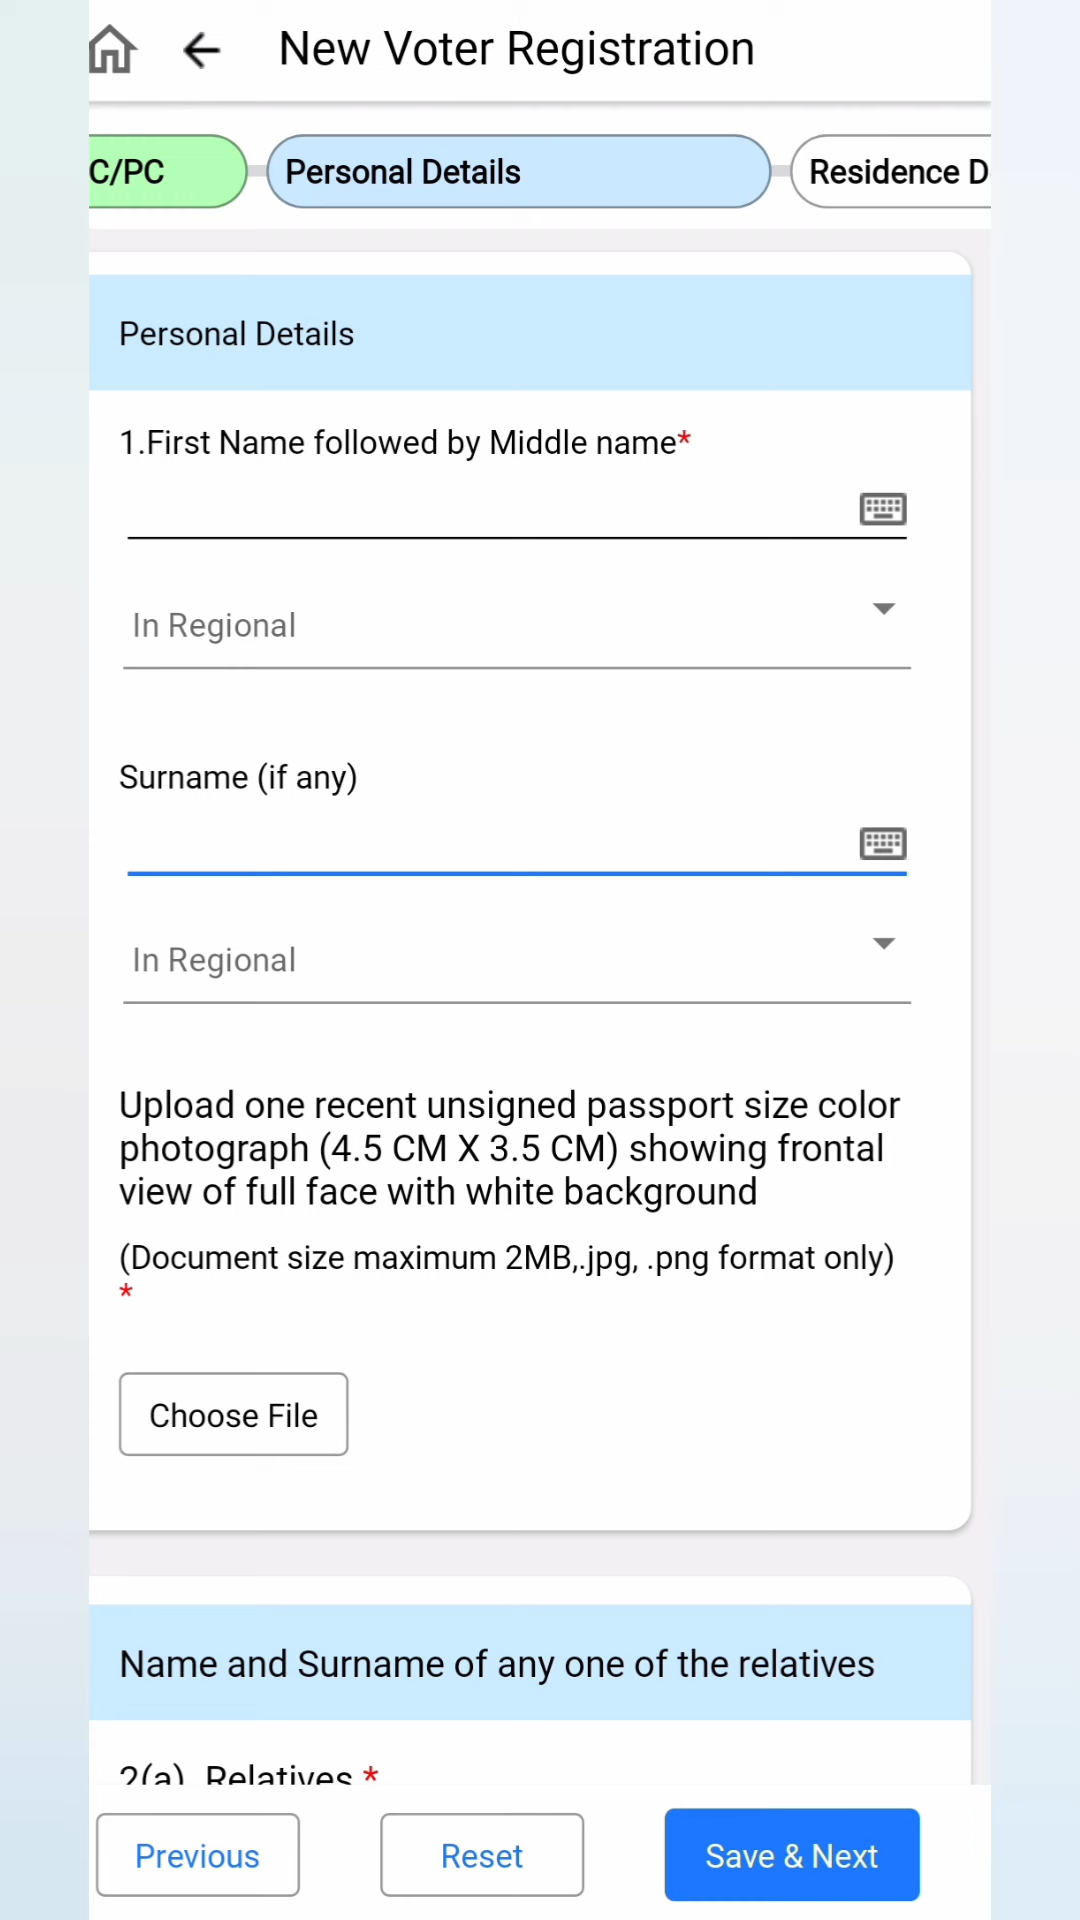 New Voter Registration
C/PC
Personal Details
Residence D
Personal Details
1.First Name followed by Middle name*
In Regional
Surname (if any)
In Regional
Upload one recent unsigned passport size color
photograph (4.5 CM X 3.5 CM) showing frontal
view of full face with white background
(Document size maximum 2MB,.jpg, .png format only)
*
Choose File
Name and Surname of any one of the relatives
2(a). Relatives *
Previous
Reset
Save & Next